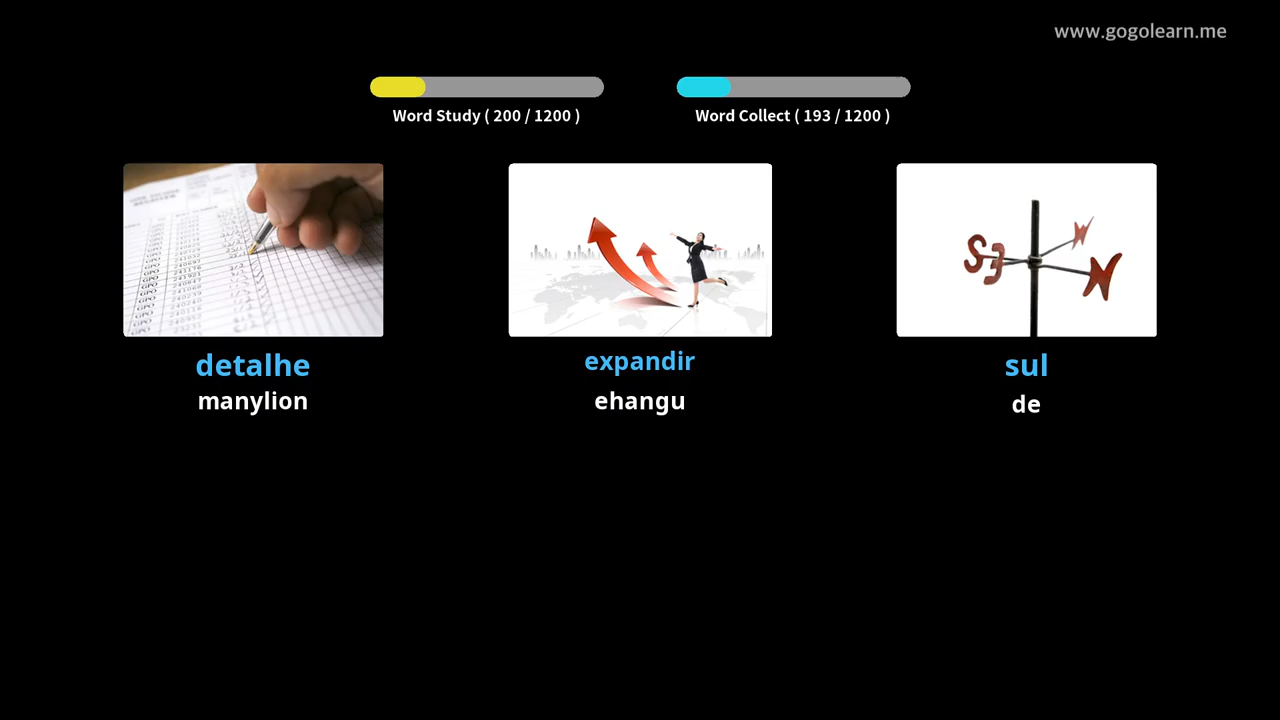 www.gogolearn.me
Word Study ( 200 / 1200 )
Word Collect ( 193 / 1200 )
detalhe
manylion
expandir
ehangu
sul
de